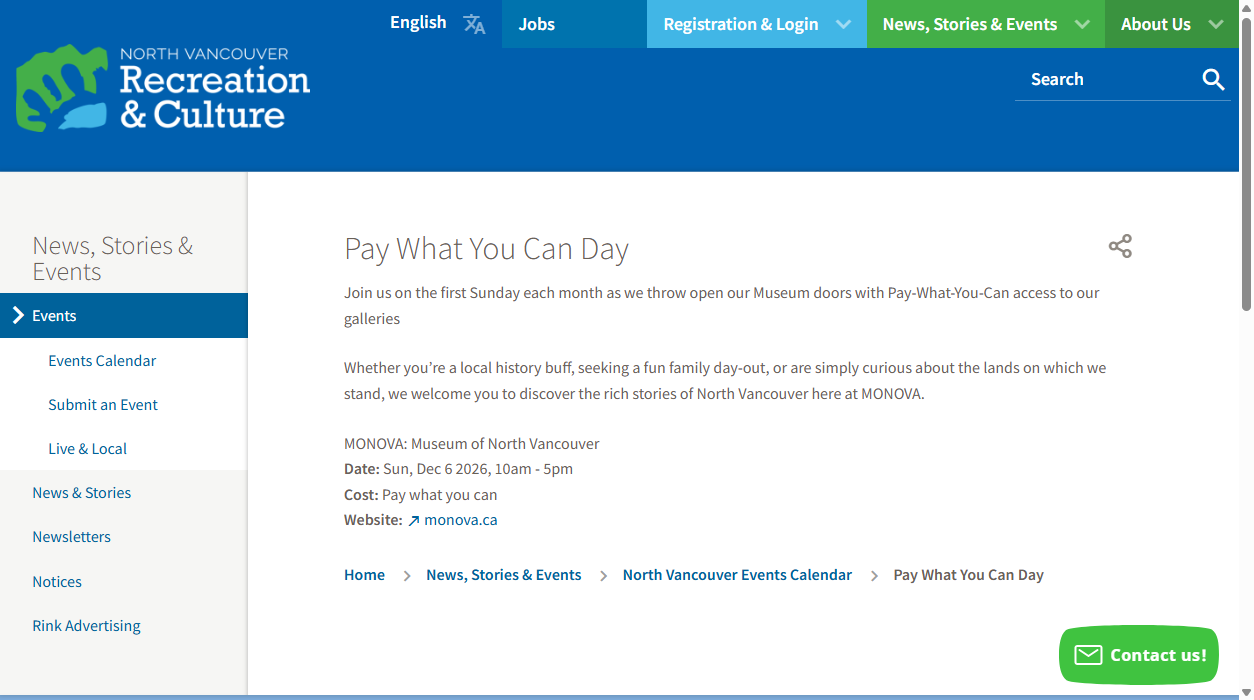 English
Jobs
Registration & Login
News, Stories & Events
About Us
NORTH VANCOUVER
Recreation
& Culture
Search
News, Stories &
Events
Events
Events Calendar
Submit an Event
Live & Local
News & Stories
Newsletters
Notices
Rink Advertising
Pay What You Can Day
Join us on the first Sunday each month as we throw open our Museum doors with Pay-What-You-Can access to our
galleries
Whether you’re a local history buff, seeking a fun family day-out, or are simply curious about the lands on which we
stand, we welcome you to discover the rich stories of North Vancouver here at MONOVA.
MONOVA: Museum of North Vancouver
Date: Sun, Dec 6 2026, 10am - 5pm
Cost: Pay what you can
Website: monova.ca
Home > News, Stories & Events > North Vancouver Events Calendar > Pay What You Can Day
Contact us!